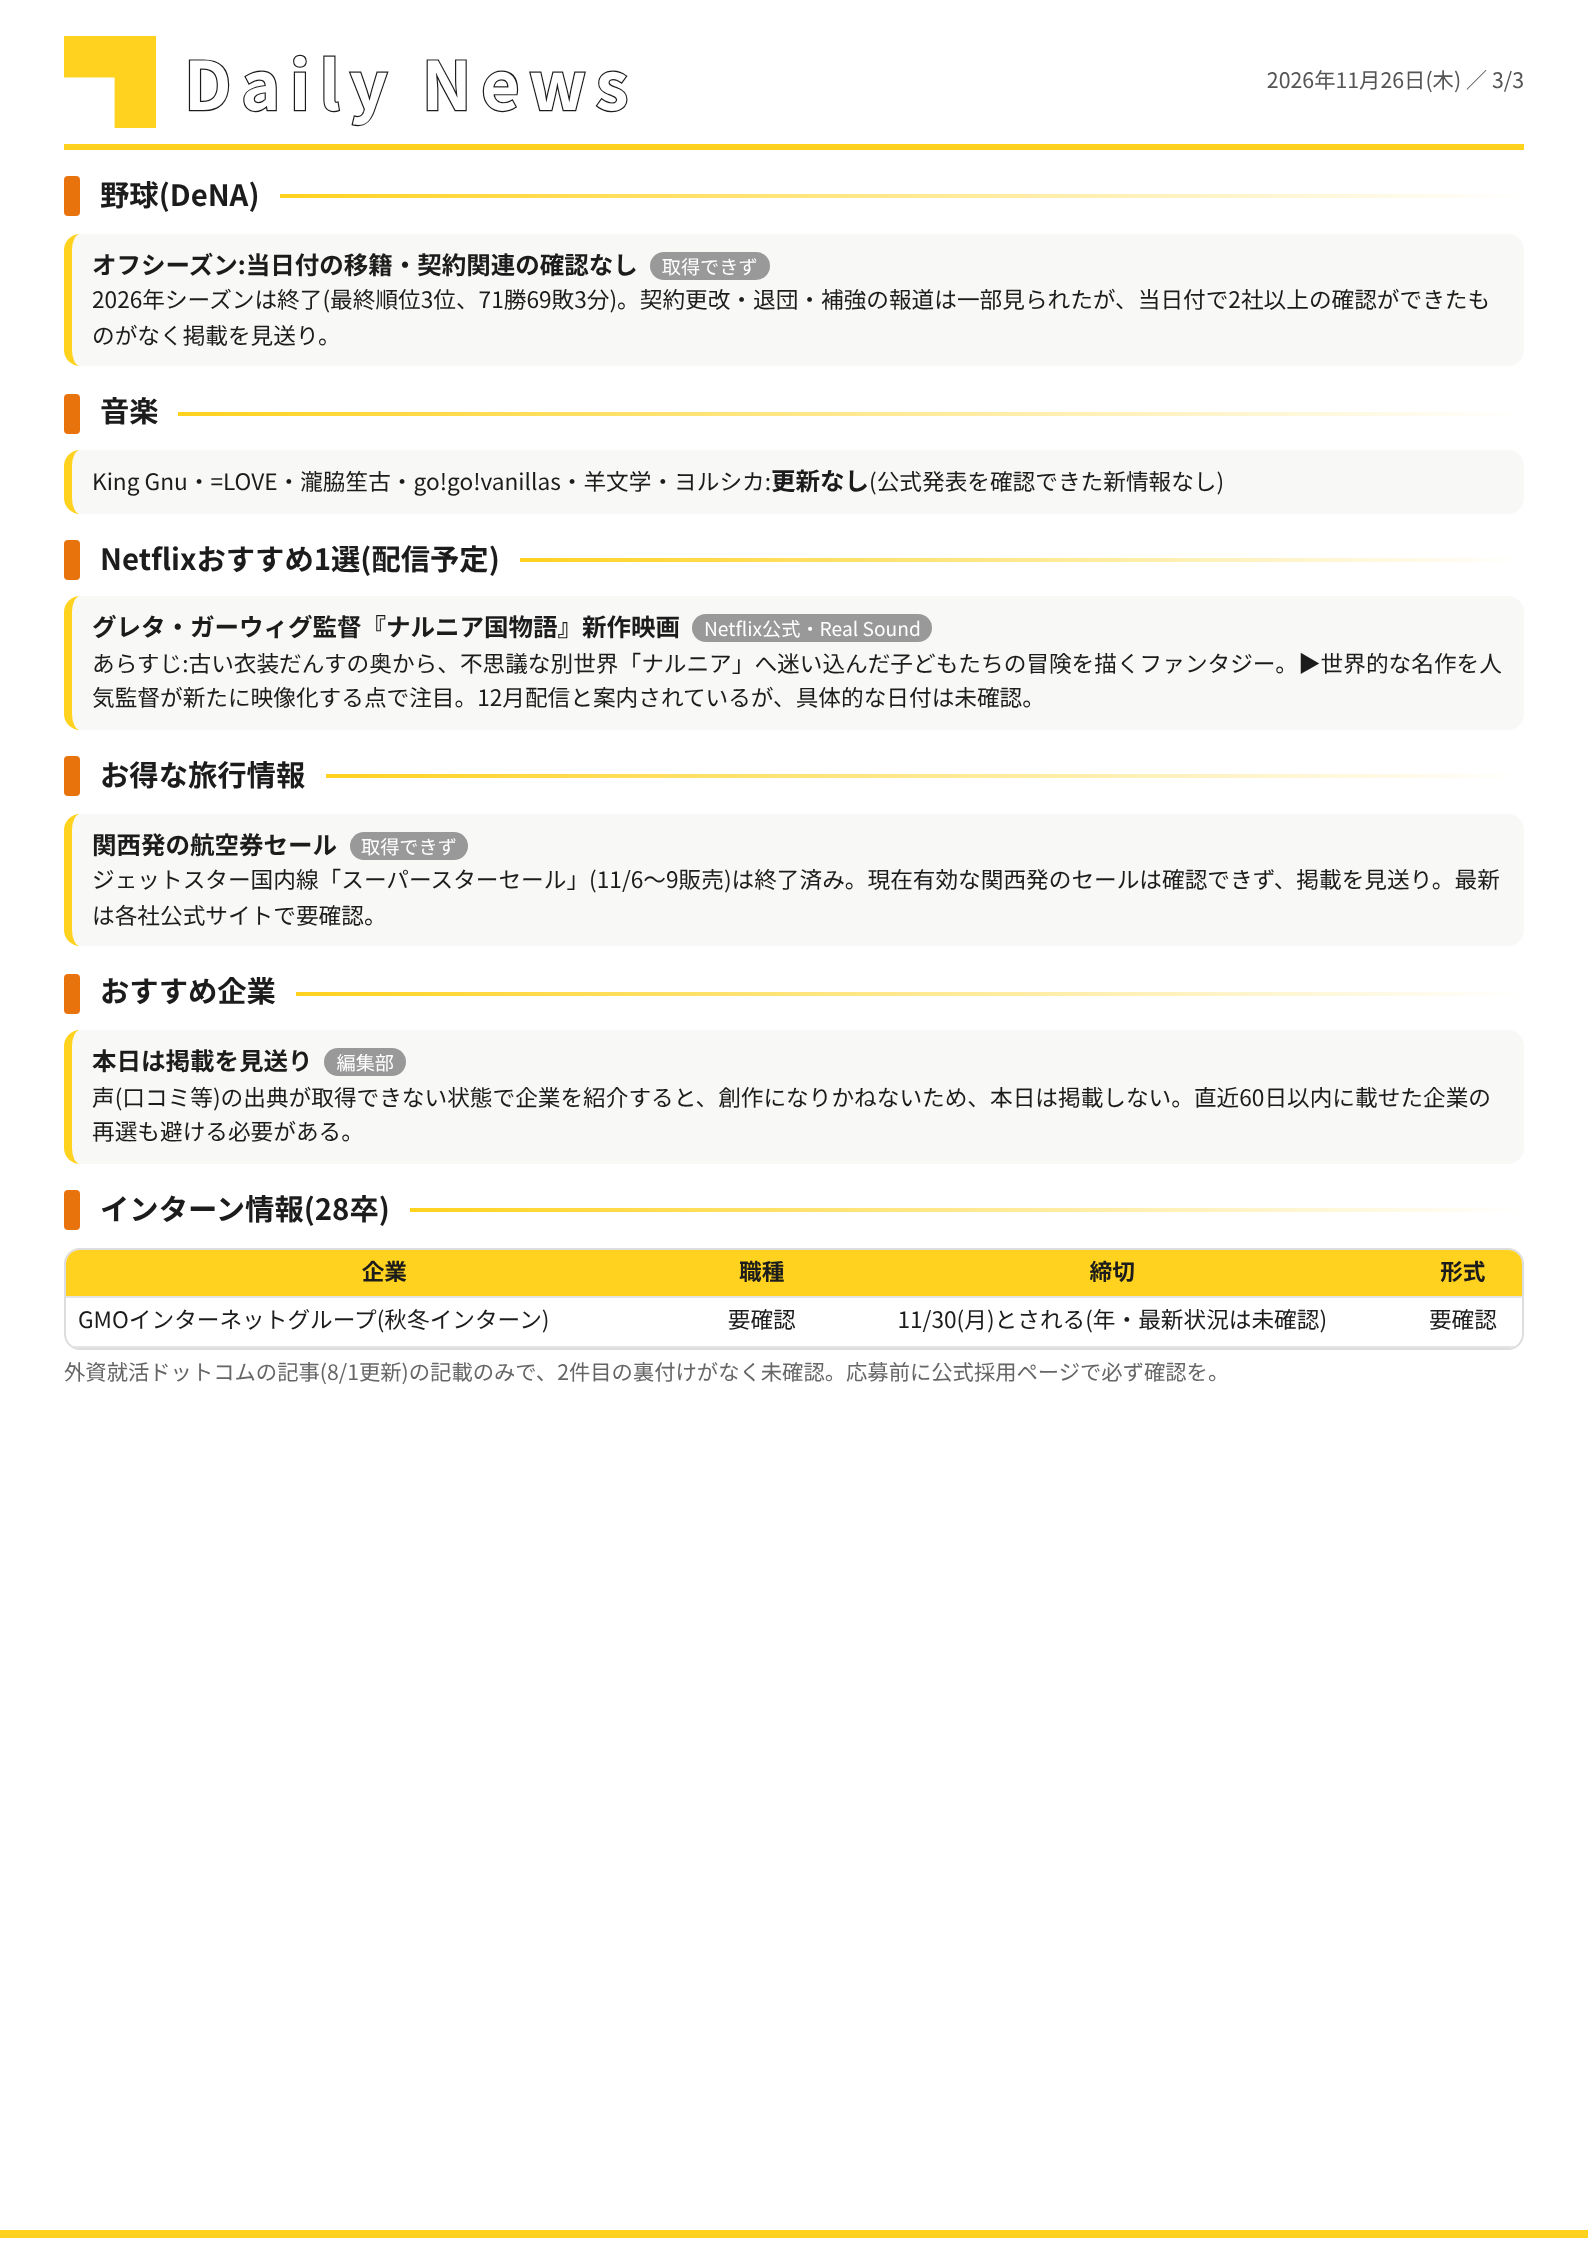 Daily News
2026年11月26日(木) ／ 3/3
野球(DeNA)
オフシーズン:当日付の移籍・契約関連の確認なし 取得できず
2026年シーズンは終了(最終順位3位、71勝69敗3分)。契約更改・退団・補強の報道は一部見られたが、当日付で2社以上の確認ができたも
のがなく掲載を見送り。
音楽
King Gnu・=LOVE・瀧脇笙古・go!go!vanillas・羊文学・ヨルシカ:更新なし(公式発表を確認できた新情報なし)
Netflixおすすめ1選(配信予定)
グレタ・ガーウィグ監督『ナルニア国物語』新作映画 Netflix公式・Real Sound
あらすじ:古い衣装だんすの奥から、不思議な別世界「ナルニア」へ迷い込んだ子どもたちの冒険を描くファンタジー。▶世界的な名作を人
気監督が新たに映像化する点で注目。12月配信と案内されているが、具体的な日付は未確認。
お得な旅行情報
関西発の航空券セール 取得できず
ジェットスター国内線「スーパースターセール」(11/6〜9販売)は終了済み。現在有効な関西発のセールは確認できず、掲載を見送り。最新
は各社公式サイトで要確認。
おすすめ企業
本日は掲載を見送り 編集部
声(口コミ等)の出典が取得できない状態で企業を紹介すると、創作になりかねないため、本日は掲載しない。直近60日以内に載せた企業の
再選も避ける必要がある。
インターン情報(28卒)
企業 職種 締切 形式
GMOインターネットグループ(秋冬インターン) 要確認 11/30(月)とされる(年・最新状況は未確認) 要確認
外資就活ドットコムの記事(8/1更新)の記載のみで、2件目の裏付けがなく未確認。応募前に公式採用ページで必ず確認を。